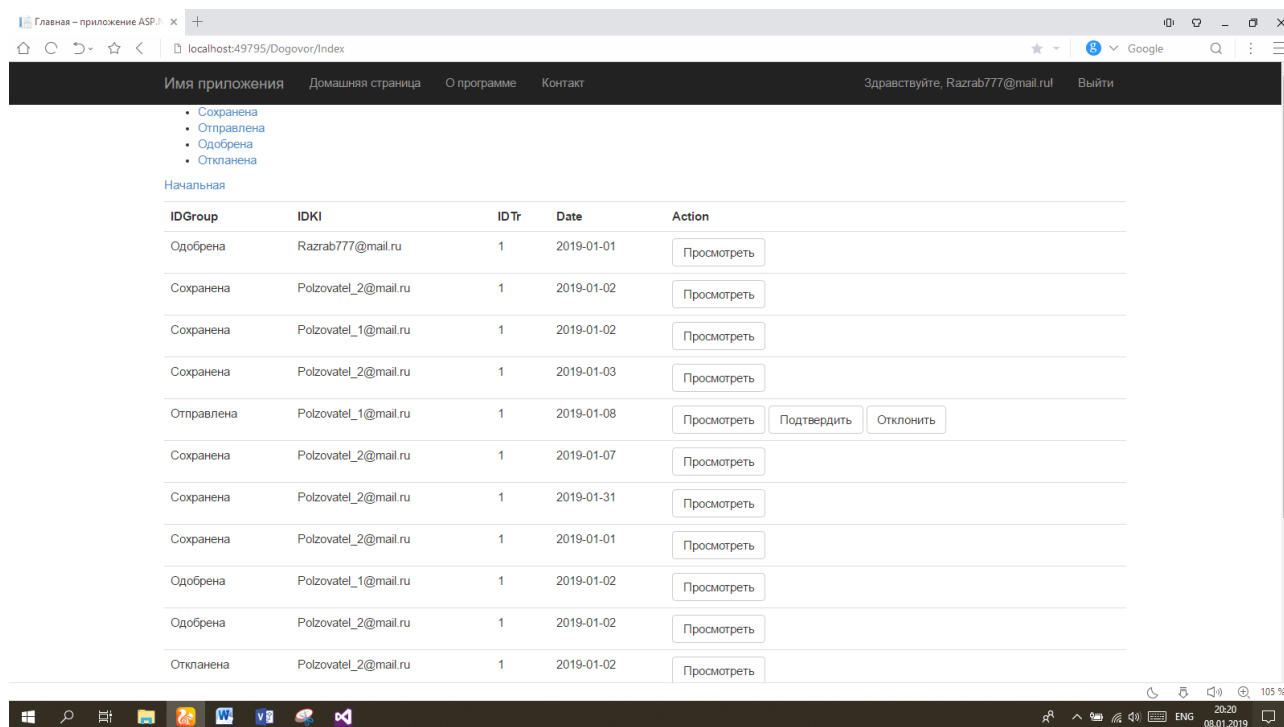 Главная – приложение ASP.N
localhost:49795/Dogovor/Index
Google
Имя приложения Домашняя страница О программе Контакт Здравствуйте, Razrab777@mail.ru! Выйти
Сохранена
Отправлена
Одобрена
Откланена
Начальная
IDGroup IDKl IDTr Date Action
Одобрена Razrab777@mail.ru 1 2019-01-01 Просмотреть
Сохранена Polzovatel_2@mail.ru 1 2019-01-02 Просмотреть
Сохранена Polzovatel_1@mail.ru 1 2019-01-02 Просмотреть
Сохранена Polzovatel_2@mail.ru 1 2019-01-03 Просмотреть
Отправлена Polzovatel_1@mail.ru 1 2019-01-08 Просмотреть Подтвердить Отклонить
Сохранена Polzovatel_2@mail.ru 1 2019-01-07 Просмотреть
Сохранена Polzovatel_2@mail.ru 1 2019-01-31 Просмотреть
Сохранена Polzovatel_2@mail.ru 1 2019-01-01 Просмотреть
Одобрена Polzovatel_1@mail.ru 1 2019-01-02 Просмотреть
Одобрена Polzovatel_2@mail.ru 1 2019-01-02 Просмотреть
Откланена Polzovatel_2@mail.ru 1 2019-01-02 Просмотреть
105 %
ENG
20:20
08.01.2019